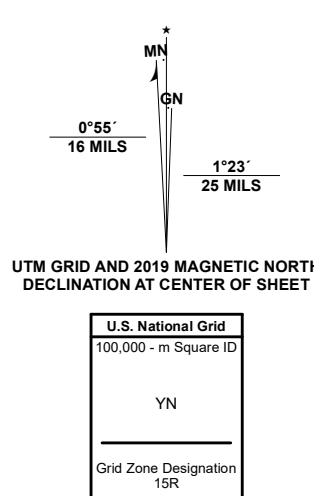 MN
GN
0°55´
16 MILS
1°23´
25 MILS
UTM GRID AND 2019 MAGNETIC NORTH
DECLINATION AT CENTER OF SHEET
U.S. National Grid
100,000 - m Square ID
YN
Grid Zone Designation
15R